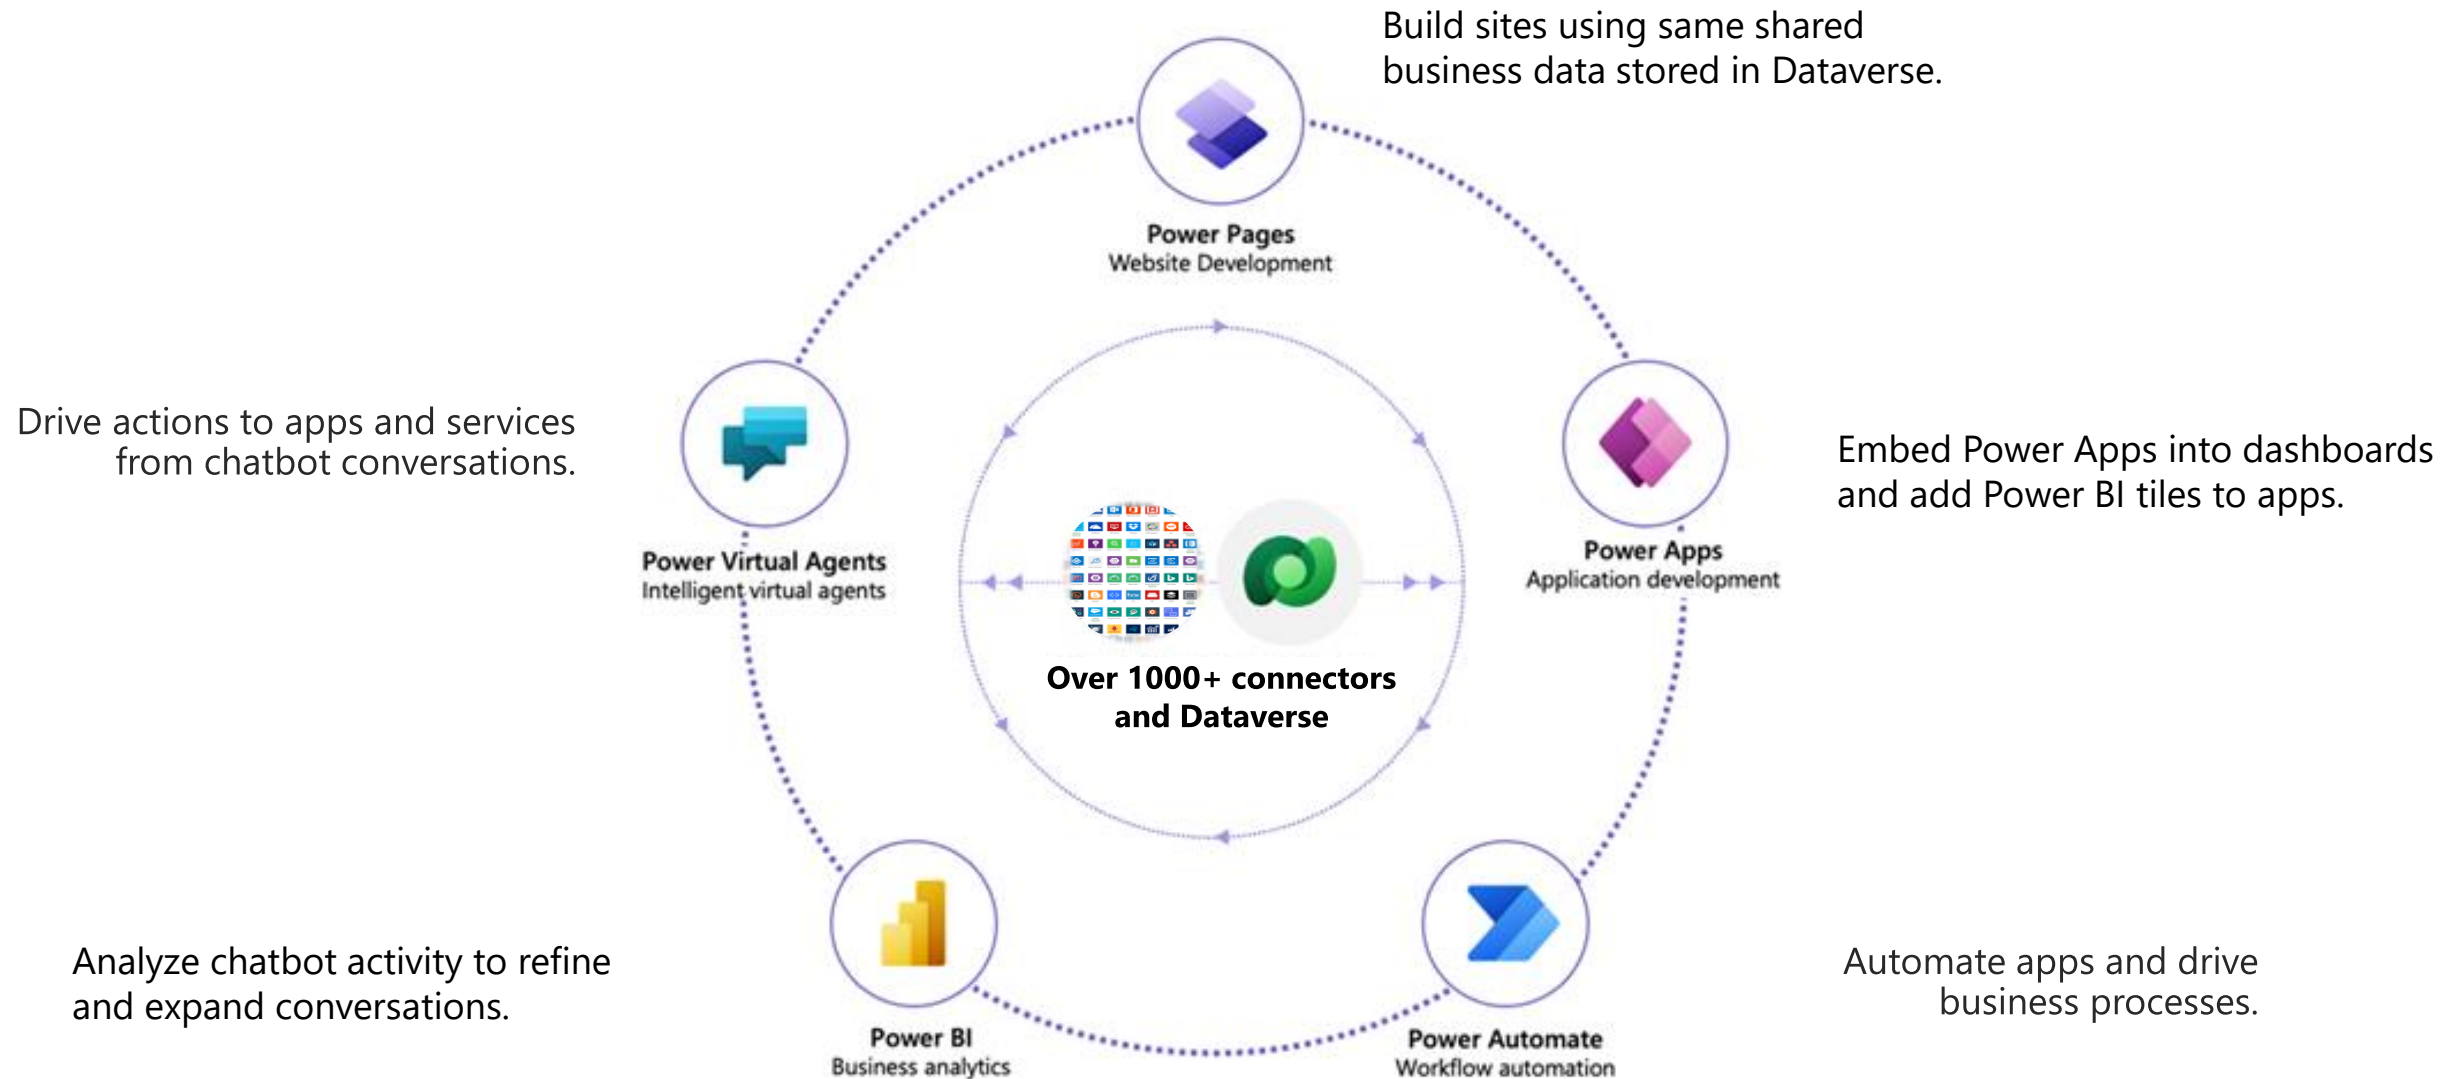 Build sites using same shared
business data stored in Dataverse.
Power Pages
Website Development
Drive actions to apps and services
from chatbot conversations.
Power Virtual Agents
Intelligent virtual agents
Embed Power Apps into dashboards
and add Power BI tiles to apps.
Power Apps
Application development
Over 1000+ connectors
and Dataverse
Analyze chatbot activity to refine
and expand conversations.
Power BI
Business analytics
Power Automate
Workflow automation
Automate apps and drive
business processes.